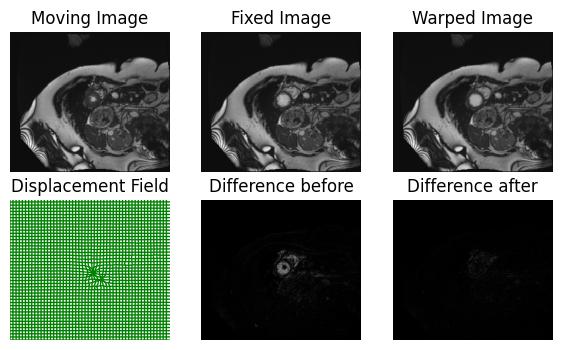 Moving Image
Fixed Image
Warped Image
Displacement Field
Difference before
Difference after